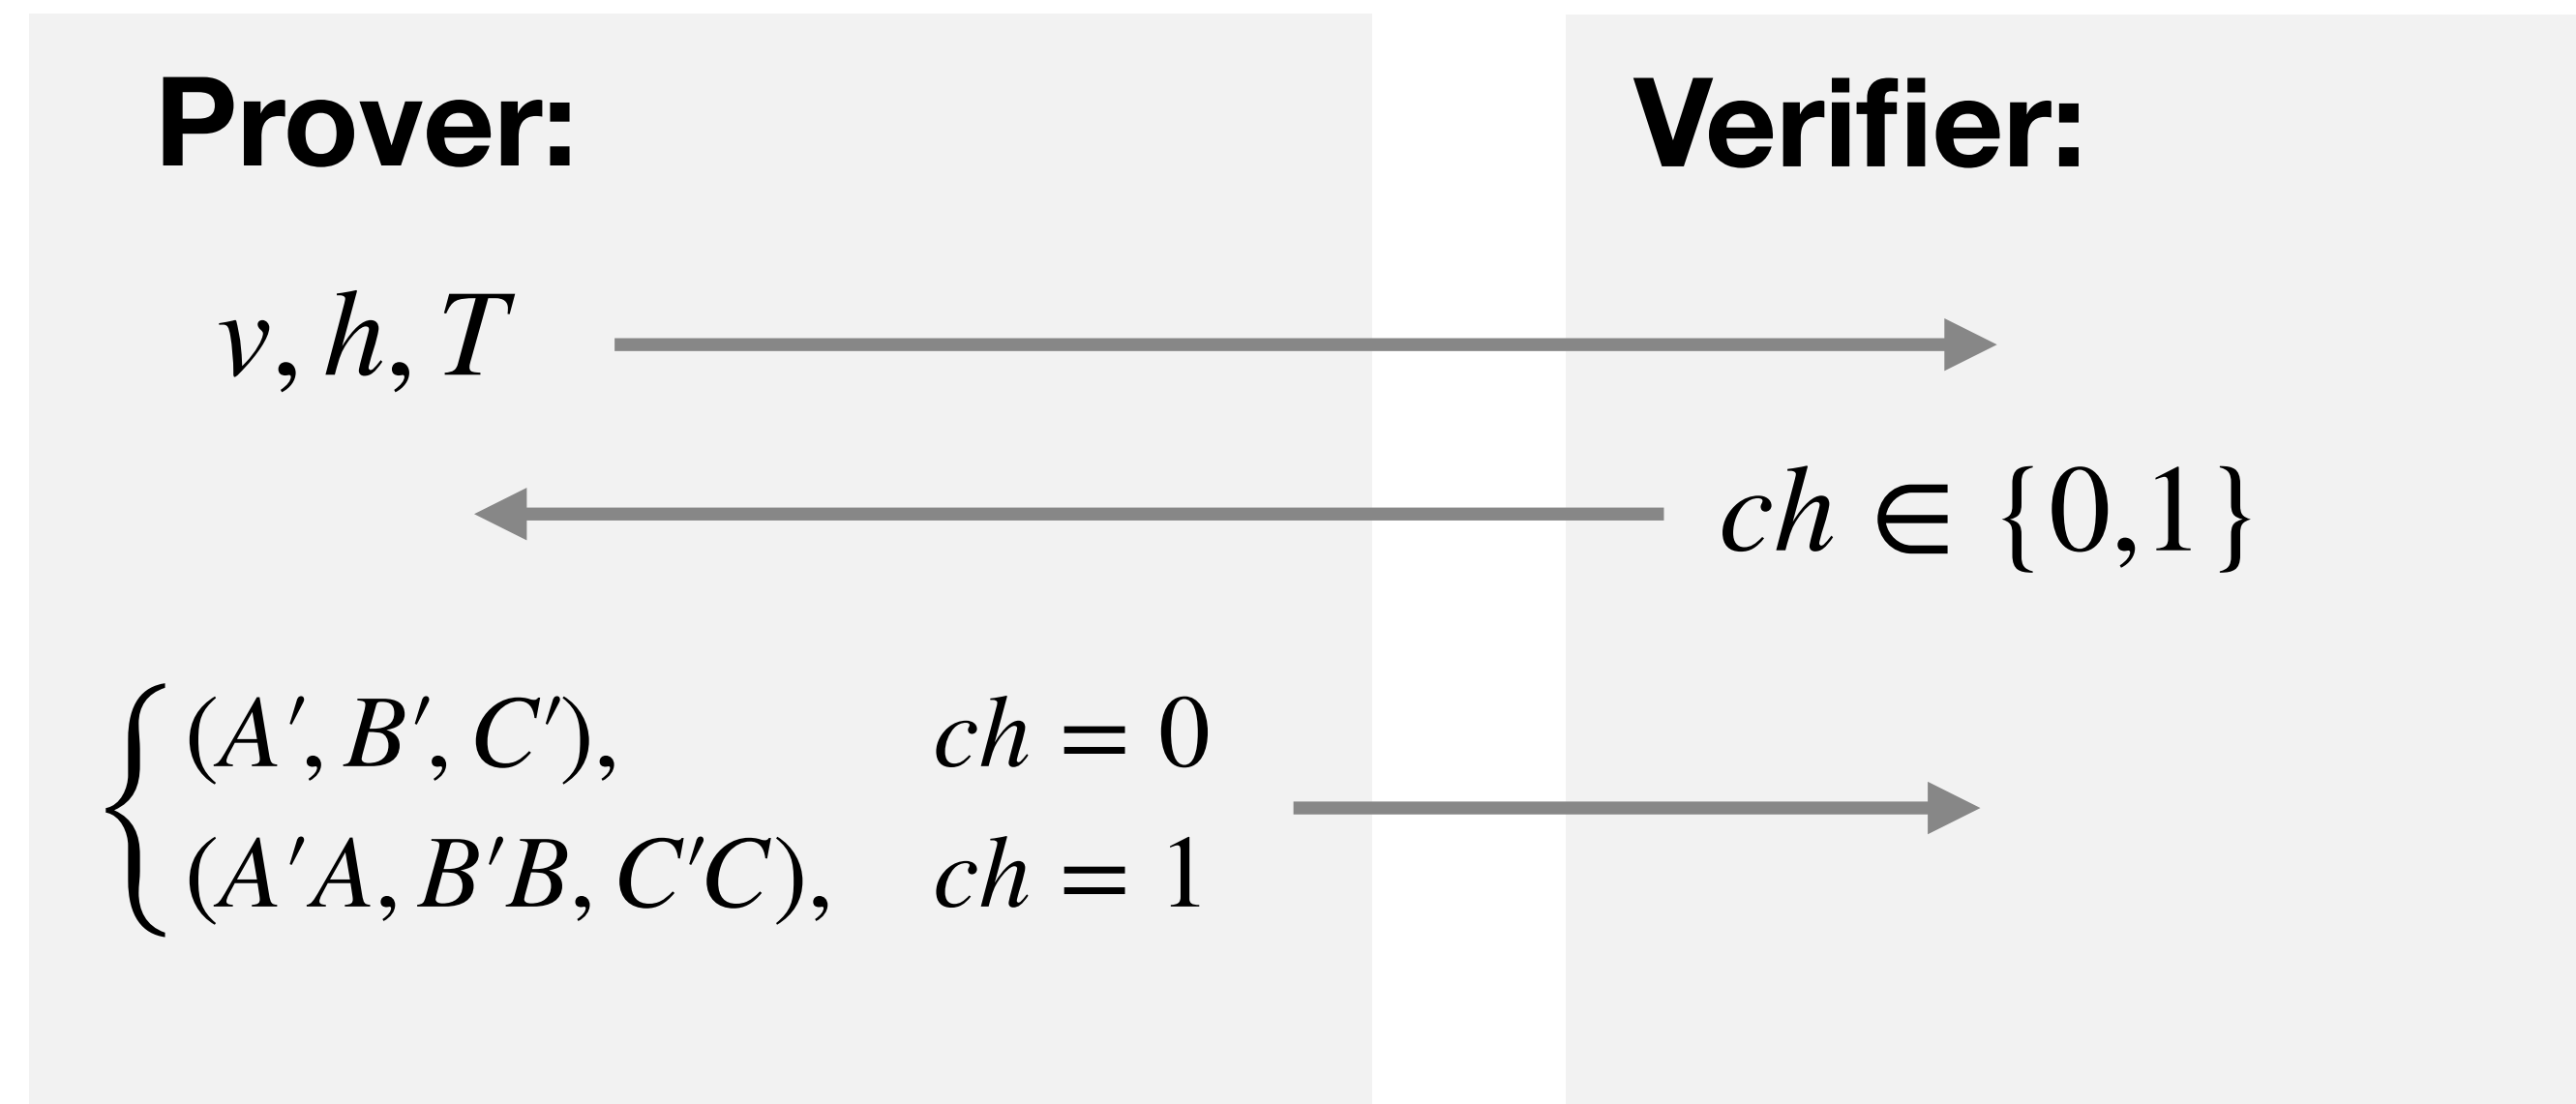 Prover:
Verifier:
v, h, T
ch ∈ {0,1}
(A′, B′, C′), ch = 0
(A′A, B′B, C′C), ch = 1